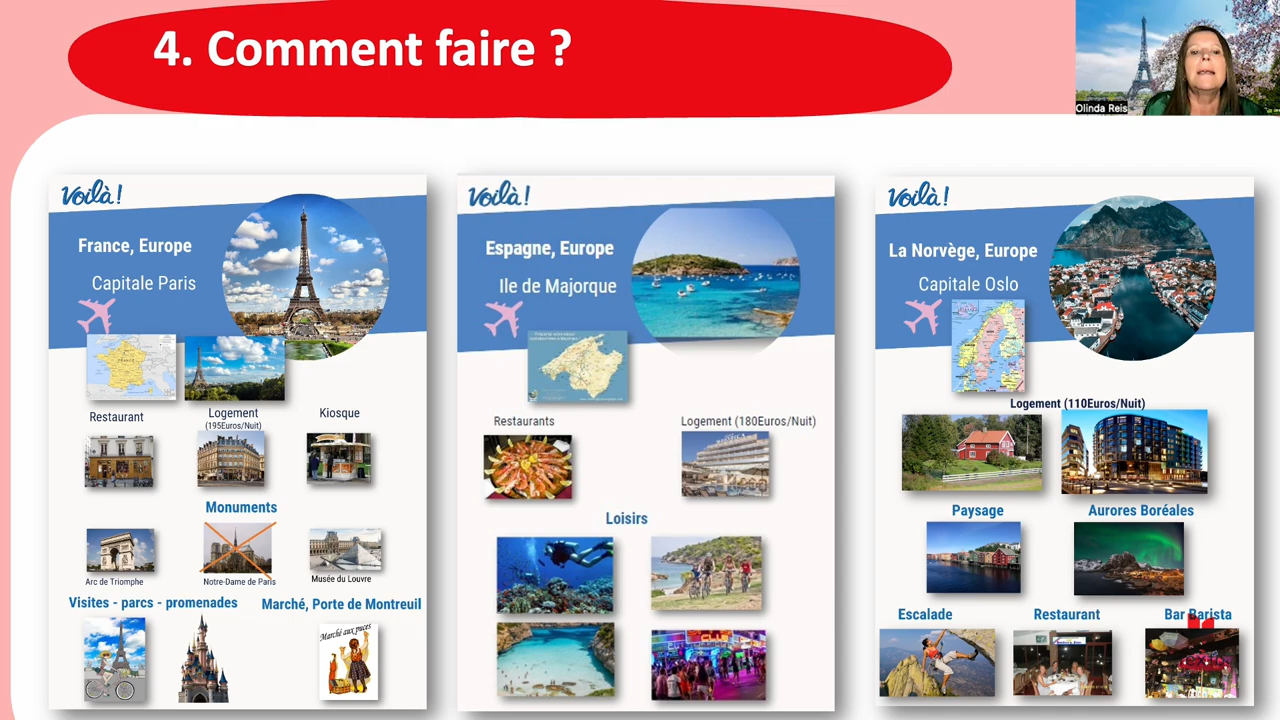 4. Comment faire ?
Olinda Reis
Voilà!
France, Europe
Capitale Paris
Restaurant
Logement
(195Euros/Nuit)
Kiosque
Monuments
Arc de Triomphe
Notre-Dame de Paris
Musée du Louvre
Visites - parcs - promenades
Marché, Porte de Montreuil
Marché aux puces
Voilà!
Espagne, Europe
Ile de Majorque
Restaurants
Logement (180Euros/Nuit)
Loisirs
Voilà!
La Norvège, Europe
Capitale Oslo
Logement (110Euros/Nuit)
Paysage
Aurores Boréales
Escalade
Restaurant
Bar Barista